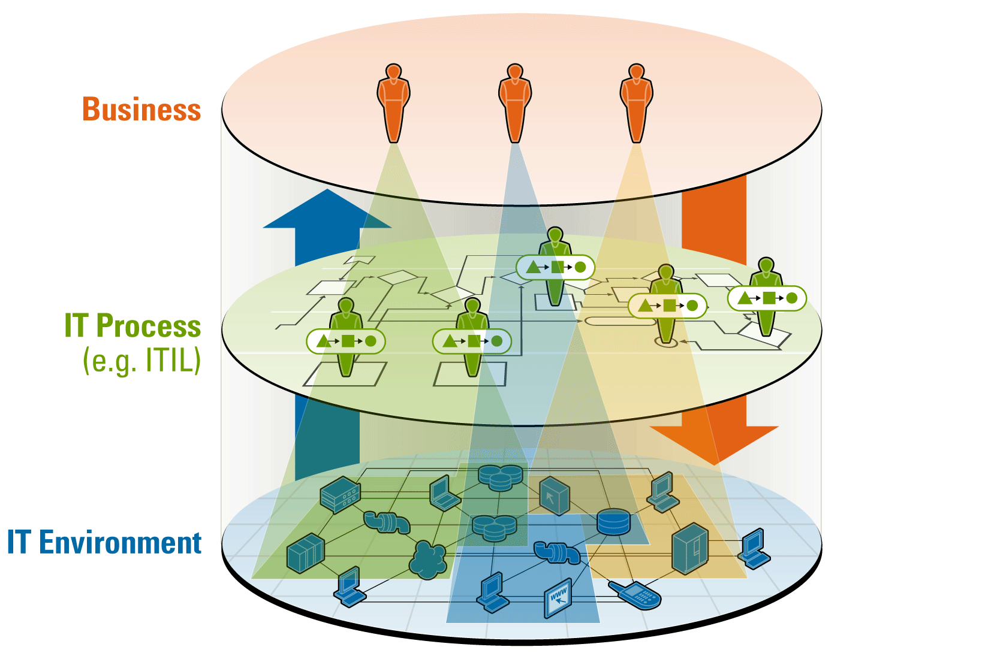 Business
IT Process
(e.g. ITIL)
IT Environment
WWW